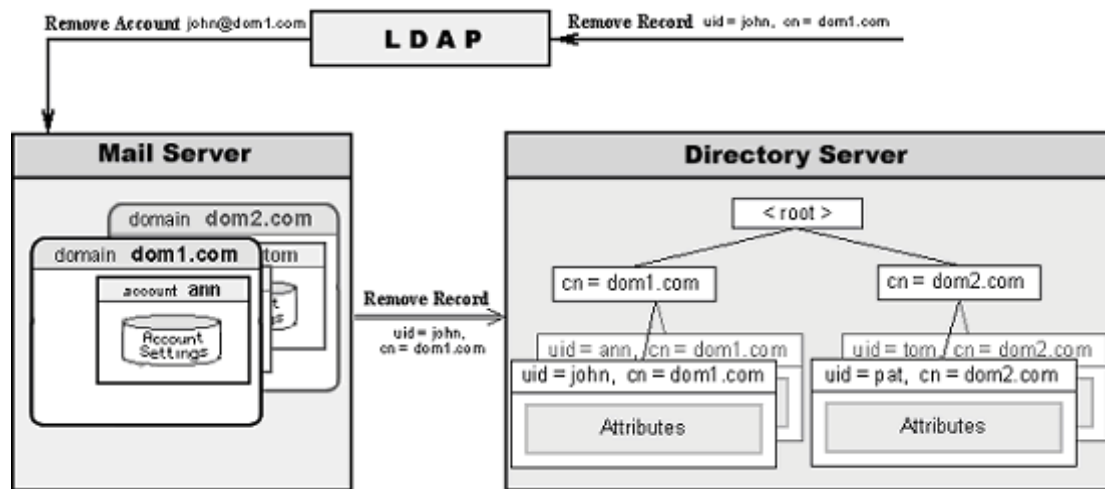 Remove Account john@dom1.com
LDAP
Remove Record uid = john, cn = dom1.com
Mail Server
domain dom2.com
tom
domain dom1.com
account ann
Account
Settings
Remove Record
uid = john,
cn = dom1.com
Directory Server
< root >
cn = dom1.com
cn = dom2.com
uid = ann, cn = dom1.com
uid = tom, cn = dom2.com
uid = john, cn = dom1.com
uid = pat, cn = dom2.com
Attributes
Attributes